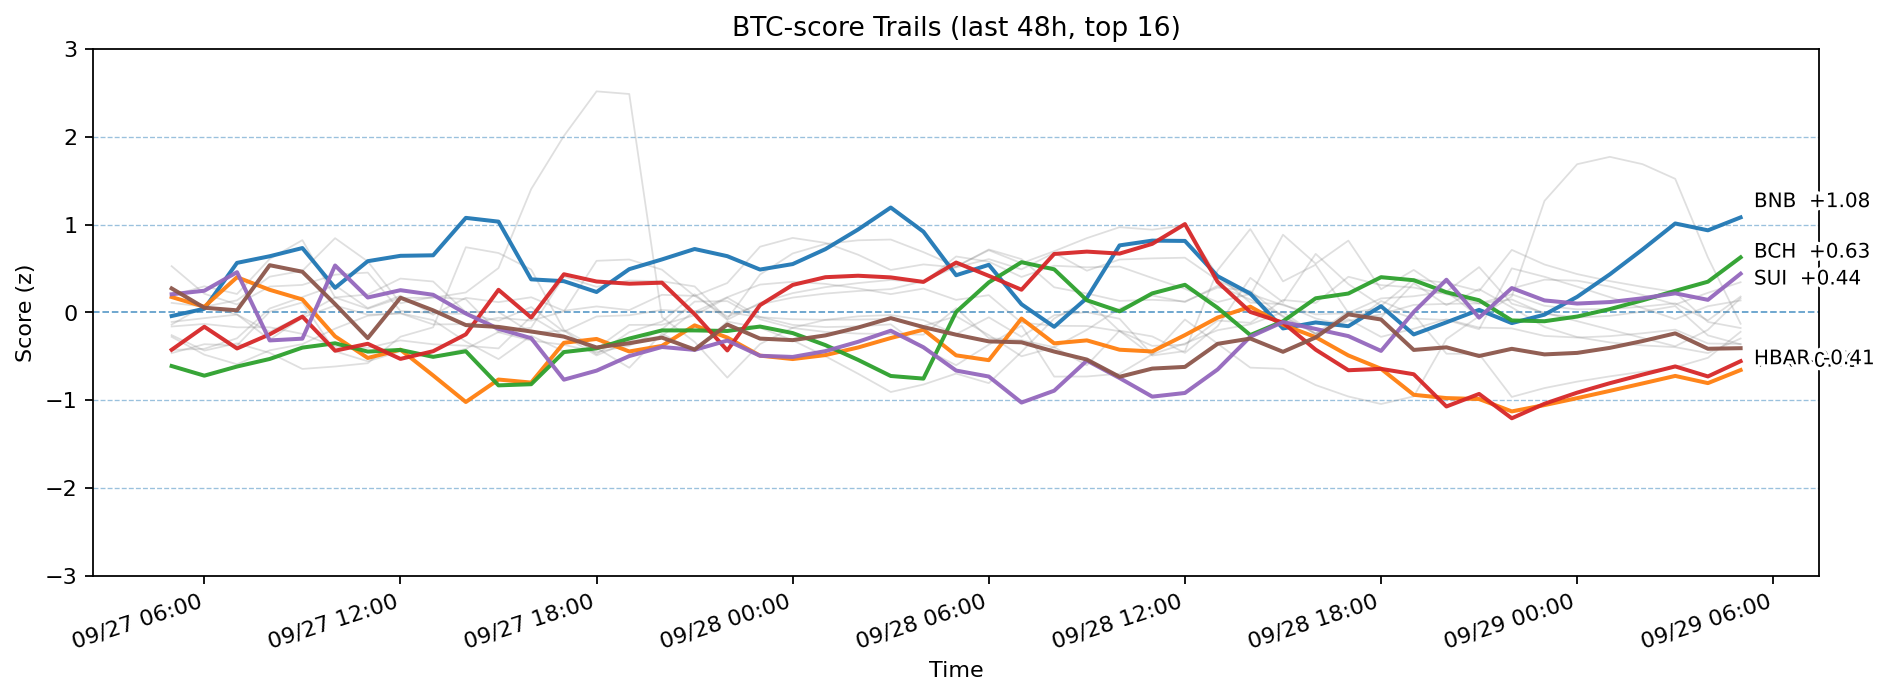 BTC-score Trails (last 48h, top 16)
Score (z)
3
2
1
0
−1
−2
−3
BNB +1.08
BCH +0.63
SUI +0.44
HBAR -0.41
09/27 06:00
09/27 12:00
09/27 18:00
09/28 00:00
09/28 06:00
09/28 12:00
09/28 18:00
09/29 00:00
09/29 06:00
Time